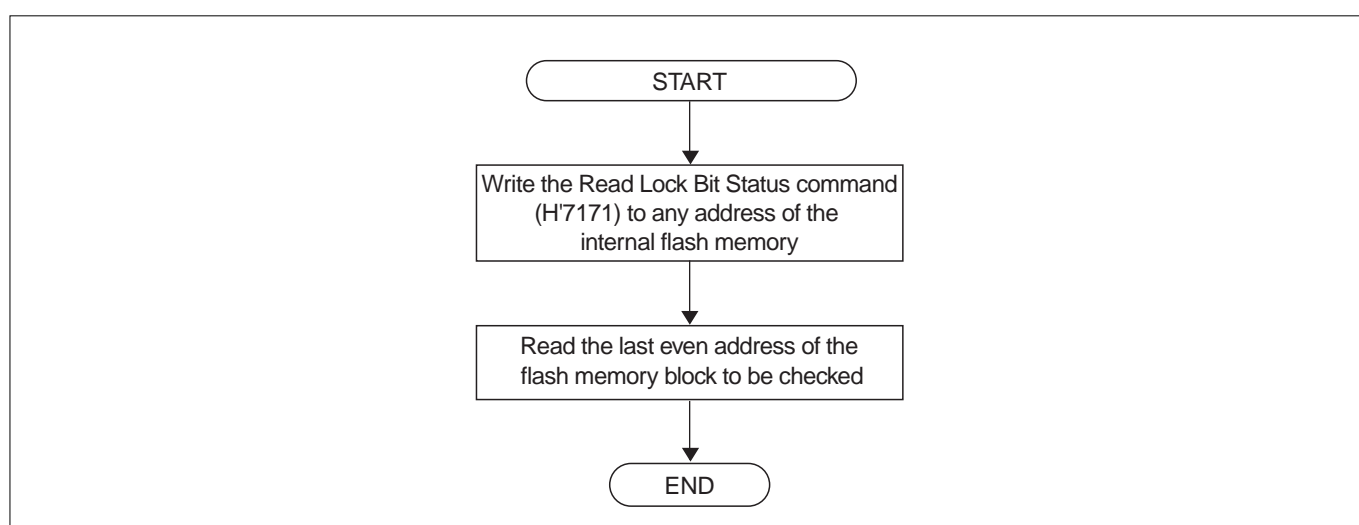 START
Write the Read Lock Bit Status command
(H'7171) to any address of the
internal flash memory
Read the last even address of the
flash memory block to be checked
END